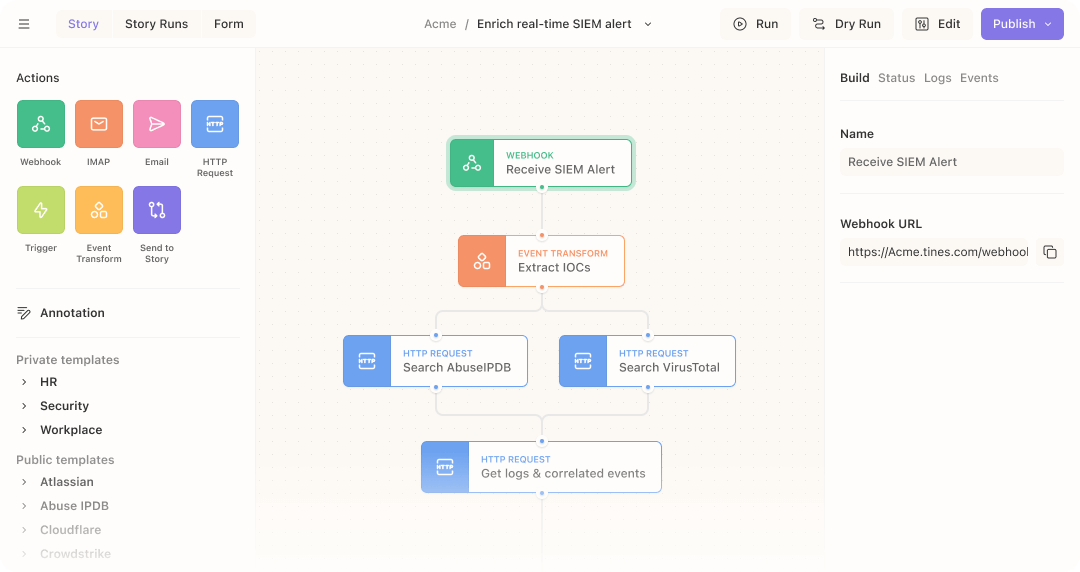 Story Story Runs Form
Acme / Enrich real-time SIEM alert
Run Dry Run Edit Publish
Actions
Webhook IMAP Email HTTP Request
HTTP
Trigger Event Transform Send to Story
Annotation
Private templates
HR
Security
Workplace
Public templates
Atlassian
Abuse IPDB
Cloudflare
Crowdstrike
WEBHOOK
Receive SIEM Alert
EVENT TRANSFORM
Extract IOCs
HTTP
HTTP REQUEST
Search AbuseIPDB
HTTP
HTTP REQUEST
Search VirusTotal
HTTP
HTTP REQUEST
Get logs & correlated events
Build Status Logs Events
Name
Receive SIEM Alert
Webhook URL
https://Acme.tines.com/webhool